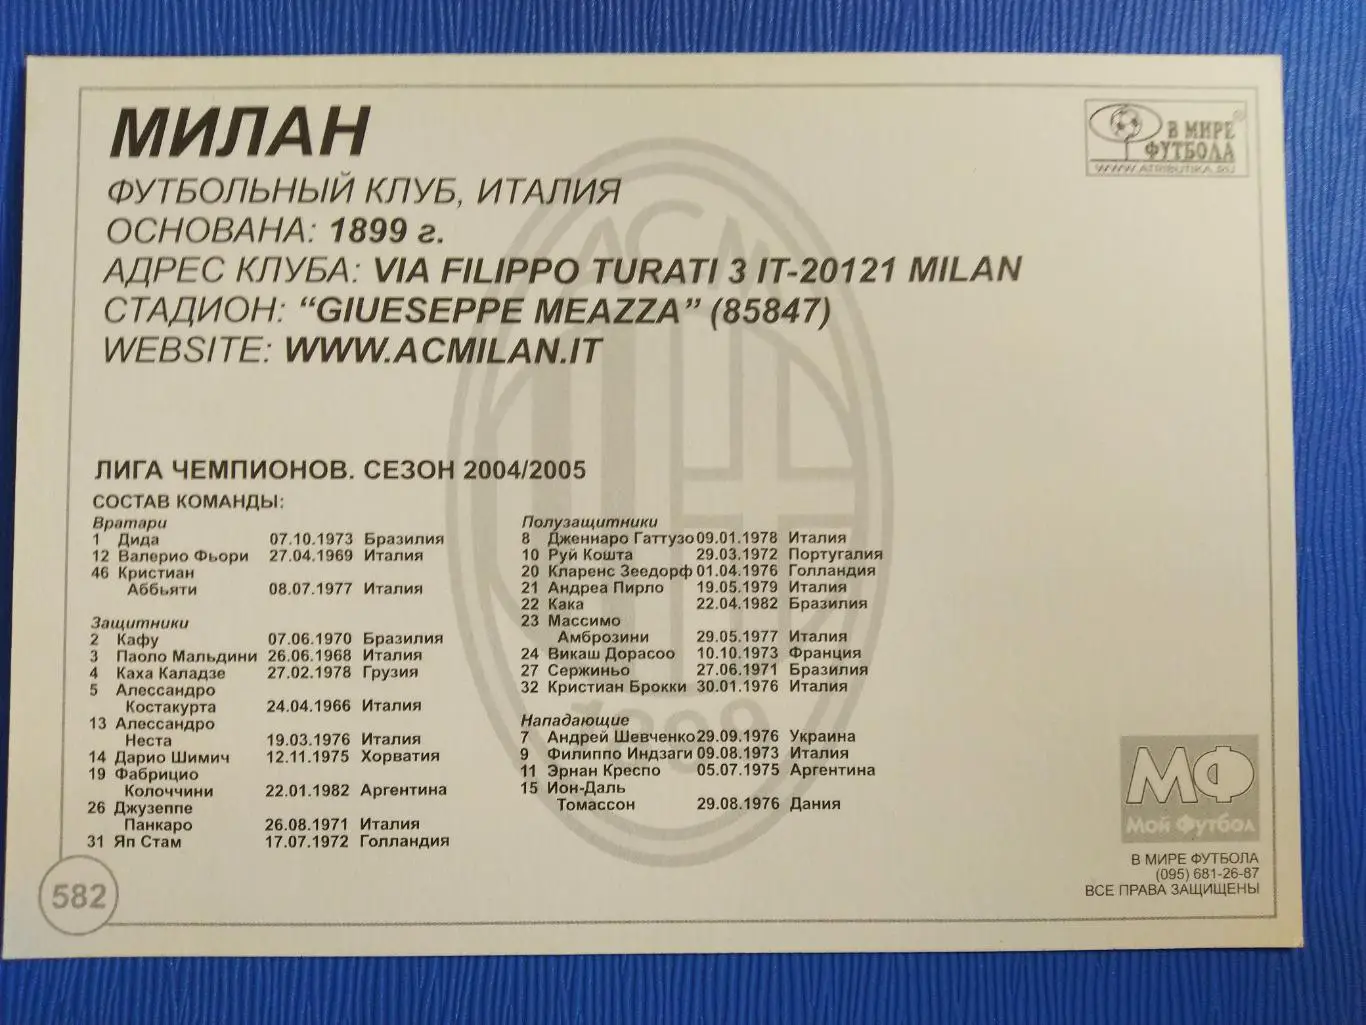 МИЛАН
ФУТБОЛЬНЫЙ КЛУБ, ИТАЛИЯ
ОСНОВАНА: 1899 г.
АДРЕС КЛУБА: VIA FILIPPO TURATI 3 IT-20121 MILAN
СТАДИОН: “GIUESEPPE MEAZZA” (85847)
WEBSITE: WWW.ACMILAN.IT
В МИРЕ ®
ФУТБОЛА
WWW.ATRIBUTIKA.RU
ACM
1899
ЛИГА ЧЕМПИОНОВ. СЕЗОН 2004/2005
СОСТАВ КОМАНДЫ:
Вратари
1 Дида 07.10.1973 Бразилия
12 Валерио Фьори 27.04.1969 Италия
46 Кристиан
Аббьяти 08.07.1977 Италия
Защитники
2 Кафу 07.06.1970 Бразилия
3 Паоло Мальдини 26.06.1968 Италия
4 Каха Каладзе 27.02.1978 Грузия
5 Алессандро
Костакурта 24.04.1966 Италия
13 Алессандро
Неста 19.03.1976 Италия
14 Дарио Шимич 12.11.1975 Хорватия
19 Фабрицио
Колоччини 22.01.1982 Аргентина
26 Джузеппе
Панкаро 26.08.1971 Италия
31 Яп Стам 17.07.1972 Голландия
Полузащитники
8 Дженнаро Гаттузо 09.01.1978 Италия
10 Руй Кошта 29.03.1972 Португалия
20 Кларенс Зеедорф 01.04.1976 Голландия
21 Андреа Пирло 19.05.1979 Италия
22 Кака 22.04.1982 Бразилия
23 Массимо
Амброзини 29.05.1977 Италия
24 Викаш Дорасоо 10.10.1973 Франция
27 Сержиньо 27.06.1971 Бразилия
32 Кристиан Брокки 30.01.1976 Италия
Нападающие
7 Андрей Шевченко 29.09.1976 Украина
9 Филиппо Индзаги 09.08.1973 Италия
11 Эрнан Креспо 05.07.1975 Аргентина
15 Йон-Даль
Томассон 29.08.1976 Дания
МФ
Мой Футбол
В МИРЕ ФУТБОЛА
(095) 681-26-87
ВСЕ ПРАВА ЗАЩИЩЕНЫ
582